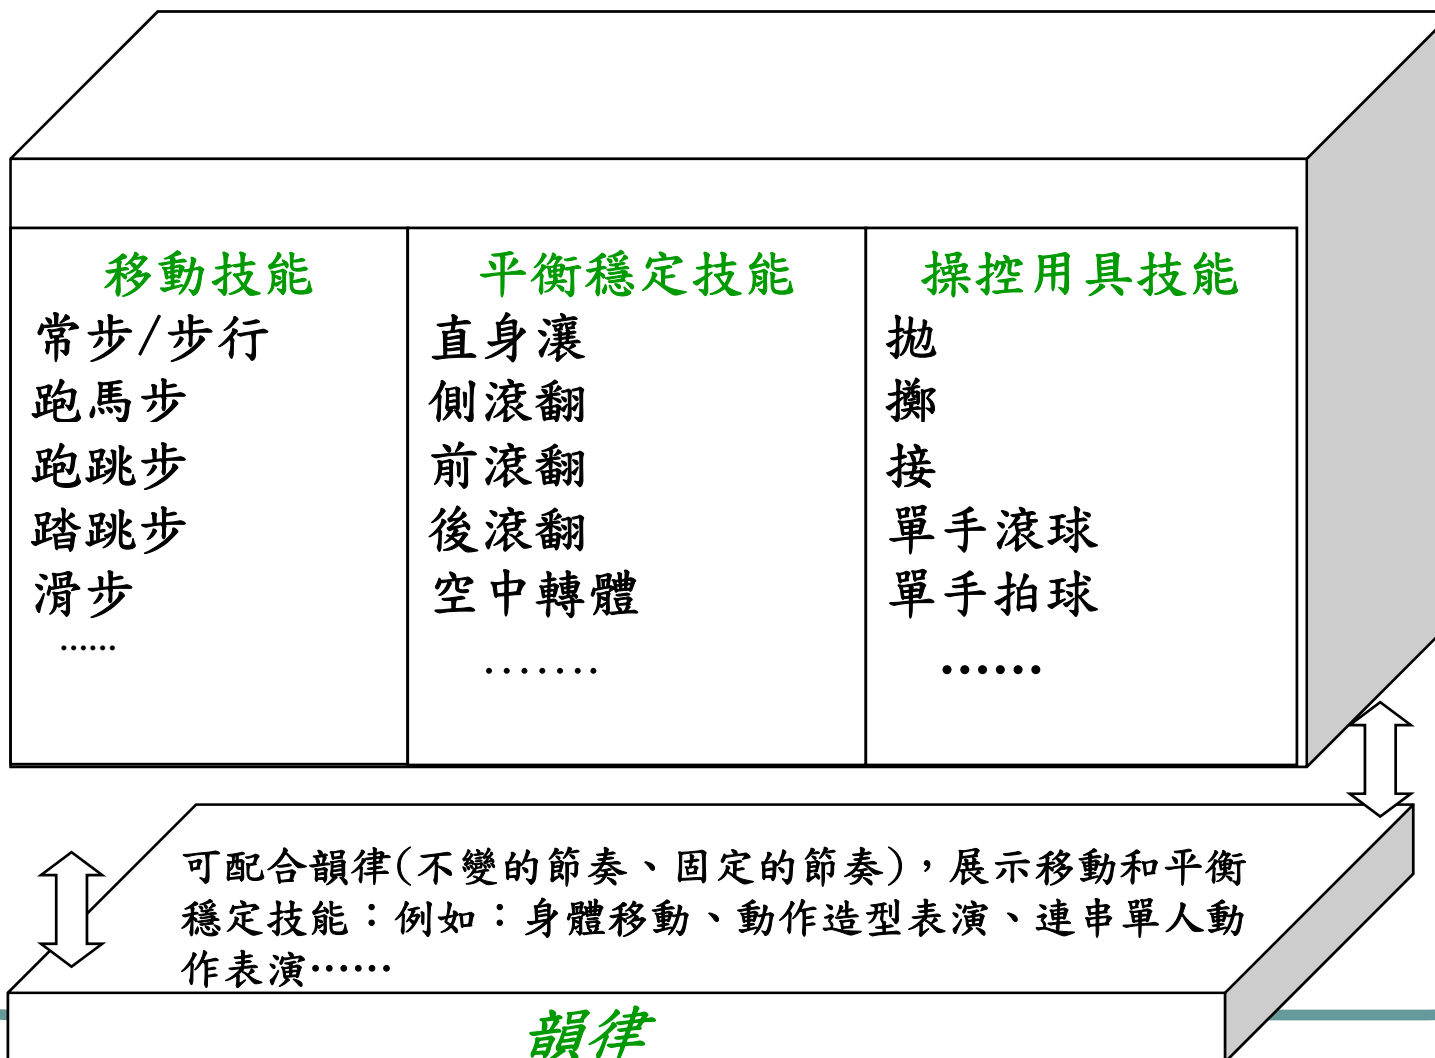 移動技能
常步/步行
跑馬步
跑跳步
踏跳步
滑步
……
平衡穩定技能
直身瀼
側滾翻
前滾翻
後滾翻
空中轉體
.......
操控用具技能
拋
擲
接
單手滾球
單手拍球
……
可配合韻律(不變的節奏、固定的節奏)，展示移動和平衡
穩定技能：例如：身體移動、動作造型表演、連串單人動
作表演……
韻律